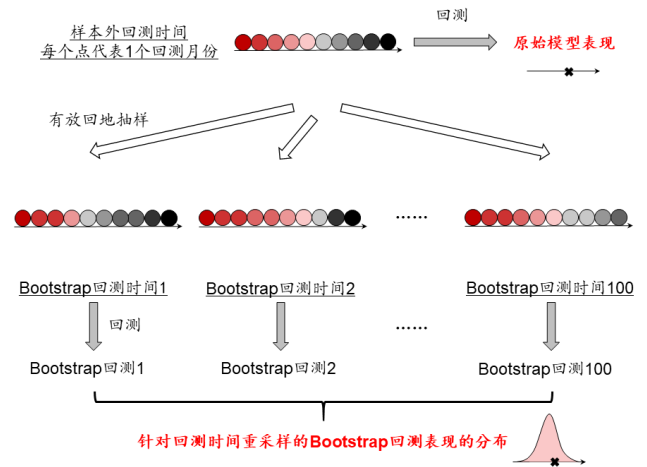 样本外回测时间
每个点代表1个回测月份
回测
原始模型表现
有放回地抽样
……
Bootstrap回测时间1
Bootstrap回测时间2
Bootstrap回测时间100
回测
……
Bootstrap回测1
Bootstrap回测2
Bootstrap回测100
针对回测时间重采样的Bootstrap回测表现的分布